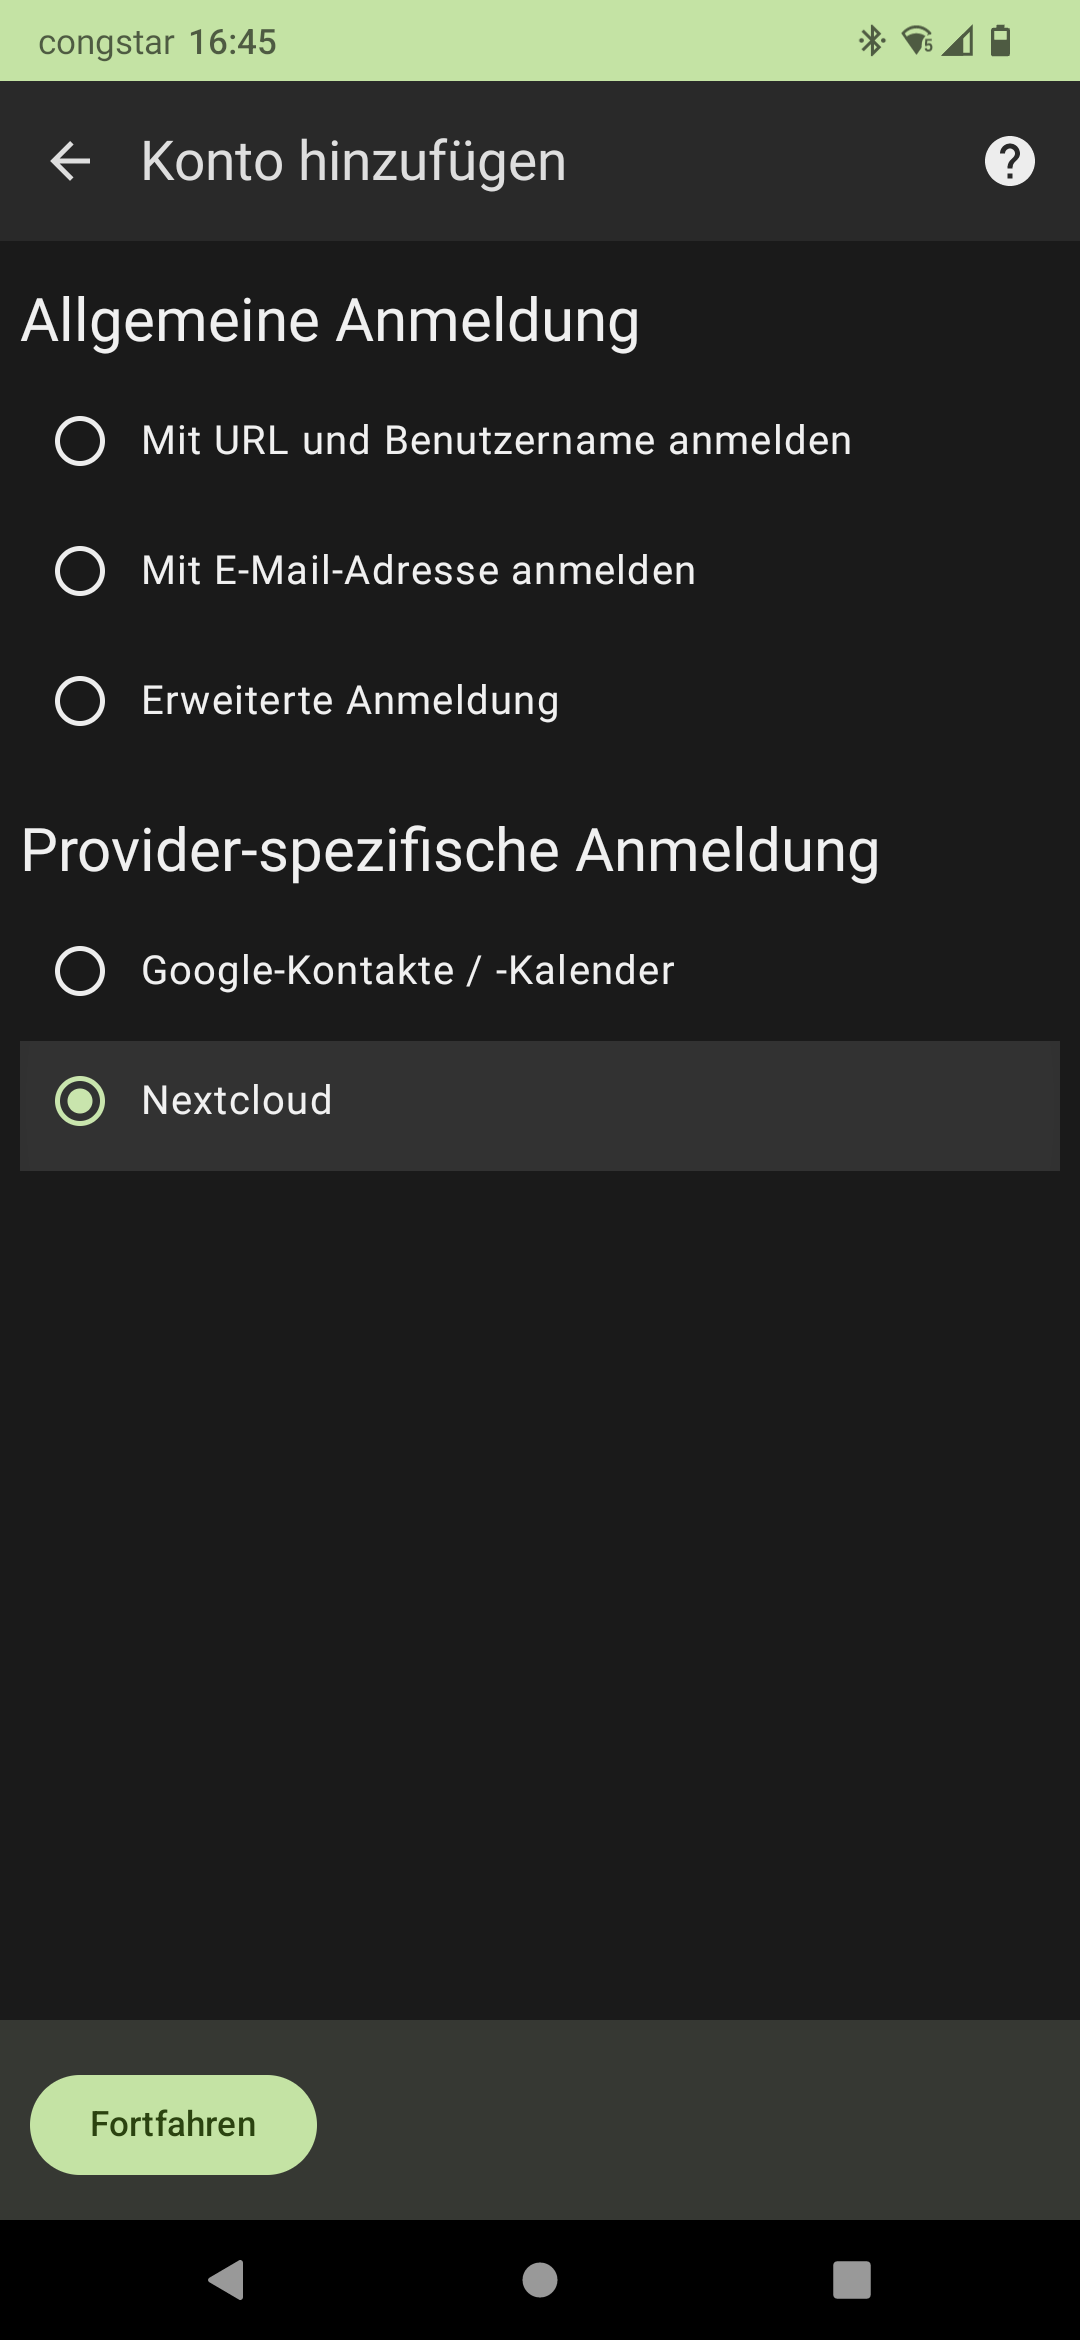 congstar 16:45
Konto hinzufügen
Allgemeine Anmeldung
Mit URL und Benutzername anmelden
Mit E-Mail-Adresse anmelden
Erweiterte Anmeldung
Provider-spezifische Anmeldung
Google-Kontakte / -Kalender
Nextcloud
Fortfahren